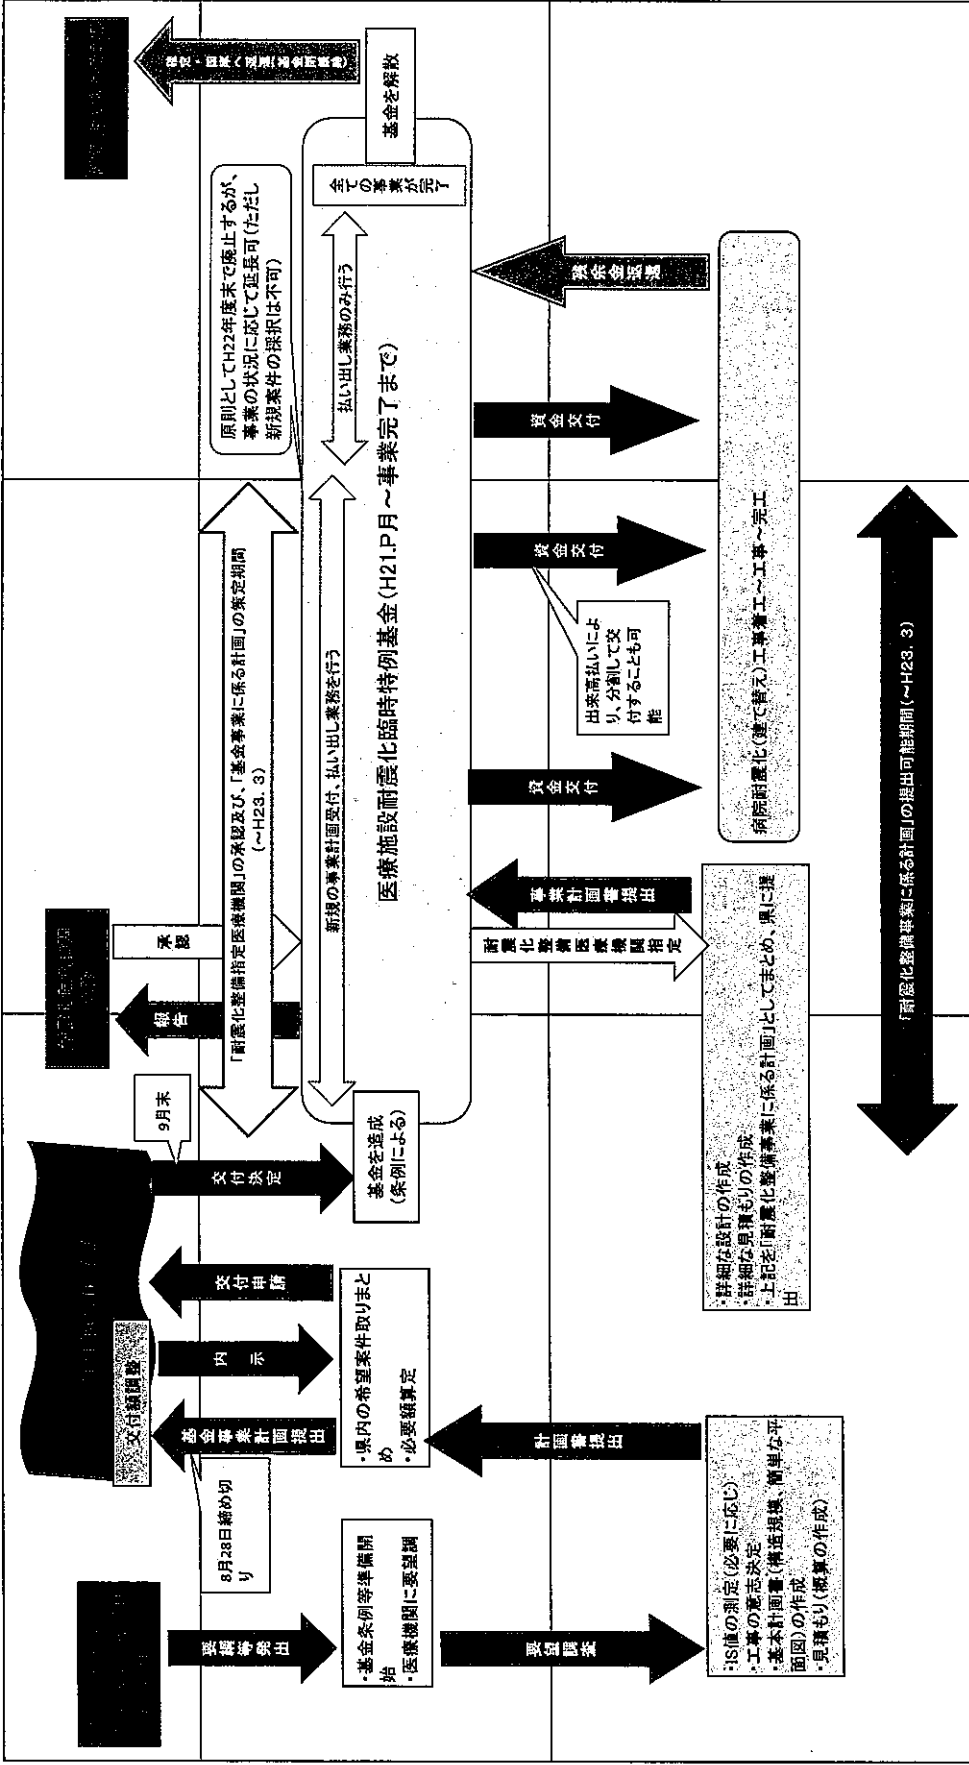 要綱等発出
・基金条例等準備開
始
・医療機関に要望調
要望調査
・IS値の測定(必要に応じ)
・工事の意志決定
・基本計画書(構造規模、簡単な平
面図)の作成
・見積もり(概算の作成)
計画書提出
・県内の希望案件取りまと
め
・必要額算定
8月28日締め切
り
基金事業計画提出
交付額調整
内示
交付申請
交付決定
9月末
基金を造成
(条例による)
報告
承認
「耐震化整備指定医療機関」の承認及び、「基金事業に係る計画」の策定期間
(～H23.3)
新規の事業計画受付、払い出し業務を行う
払い出し業務のみ行う
医療施設耐震化臨時特例基金(H21.P月～事業完了まで)
原則としてH22年度末で廃止するが、
事業の状況に応じて延長可(ただし
新規案件の採択は不可)
全ての事業が完了
基金を解散
・詳細な設計の作成
・詳細な見積もりの作成
・上記を「耐震化整備事業に係る計画」としてまとめ、県に提
出
耐震化整備医療機関指定
事業計画書提出
資金交付
資金交付
資金交付
出来高払いによ
り、分割して交
付することも可
能
残余金返還
病院耐震化(建て替え)工事着工～工事～完工
「耐震化整備事業に係る計画」の提出可能期間(～H23.3)